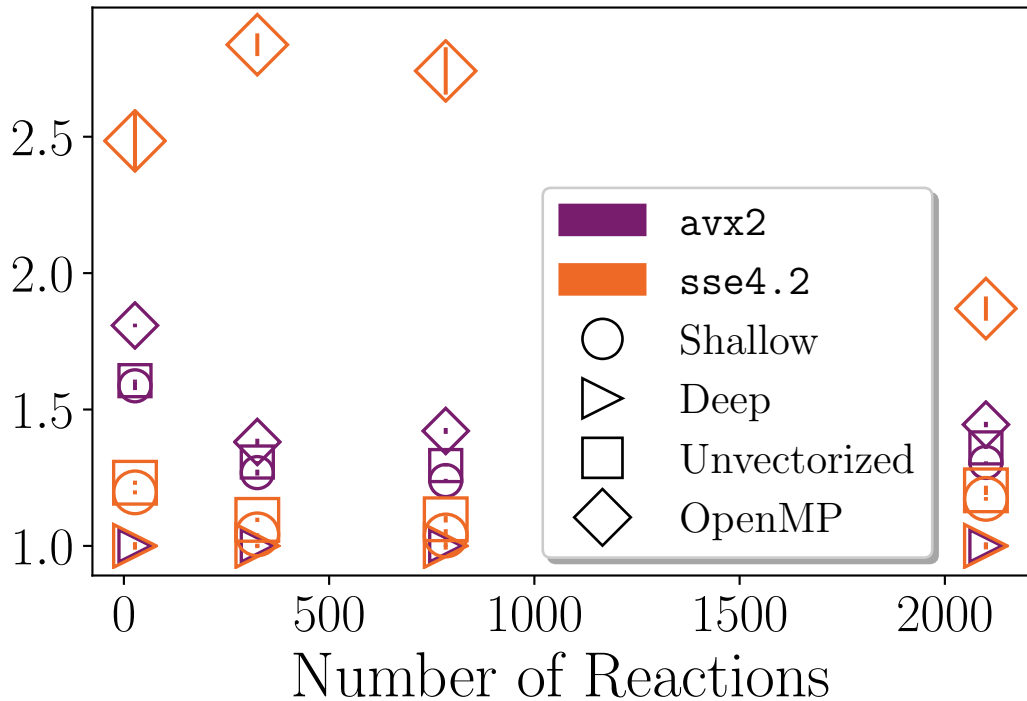 2.5
2.0
1.5
1.0
avx2
sse4.2
Shallow
Deep
Unvectorized
OpenMP
0 500 1000 1500 2000
Number of Reactions